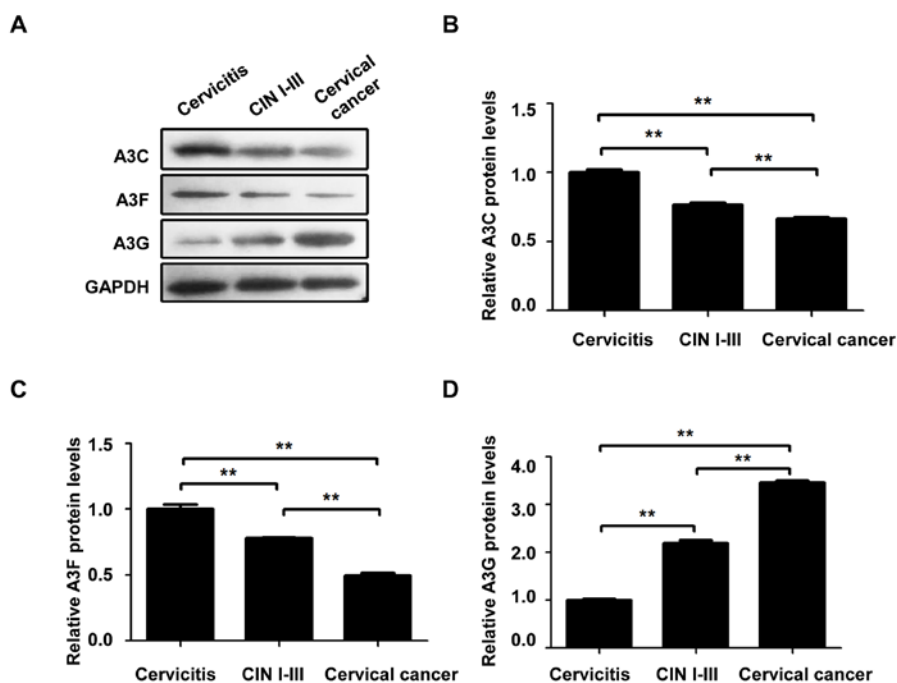 A
Cervicitis
CIN I-III
Cervical
cancer
A3C
A3F
A3G
GAPDH
B
Relative A3C protein levels
1.5
1.0
0.5
0.0
**
**
**
Cervicitis CIN I-III Cervical cancer
C
Relative A3F protein levels
1.5
1.0
0.5
0.0
**
**
**
Cervicitis CIN I-III Cervical cancer
D
Relative A3G protein levels
4.0
3.0
2.0
1.0
0.0
**
**
**
Cervicitis CIN I-III Cervical cancer